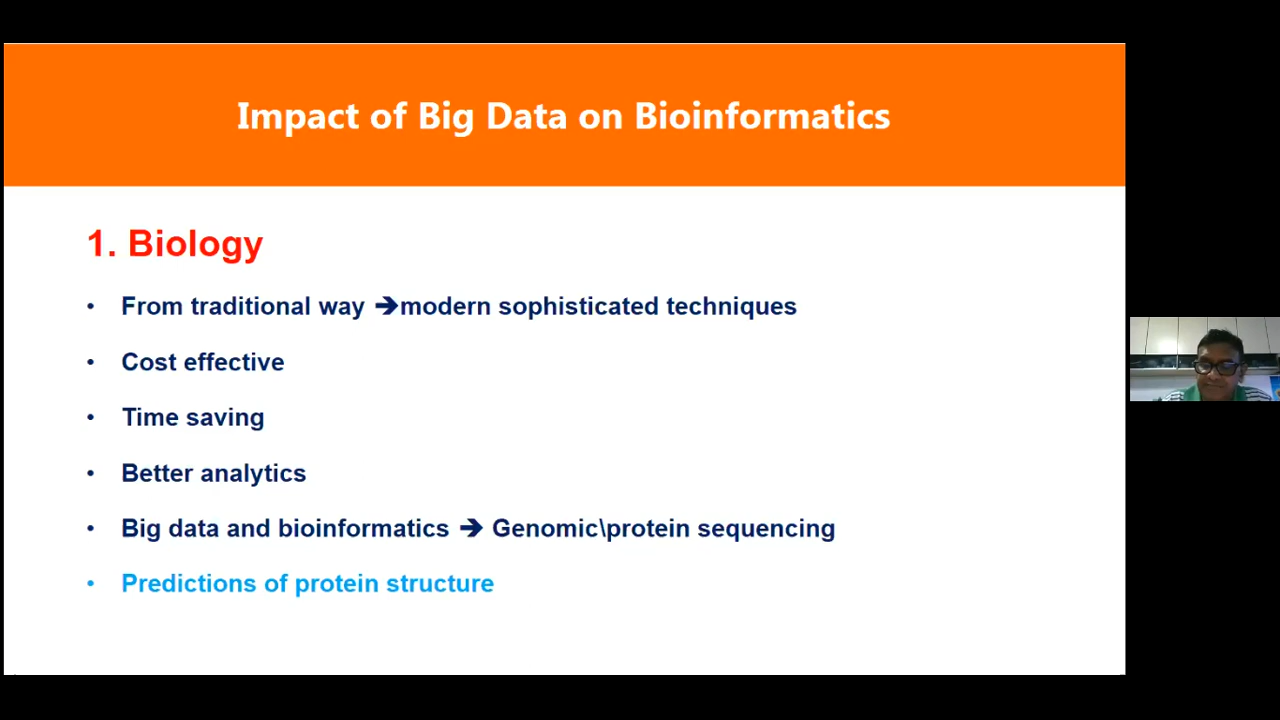 Impact of Big Data on Bioinformatics
1. Biology
• From traditional way ➔modern sophisticated techniques
• Cost effective
• Time saving
• Better analytics
• Big data and bioinformatics ➔ Genomic\protein sequencing
• Predictions of protein structure